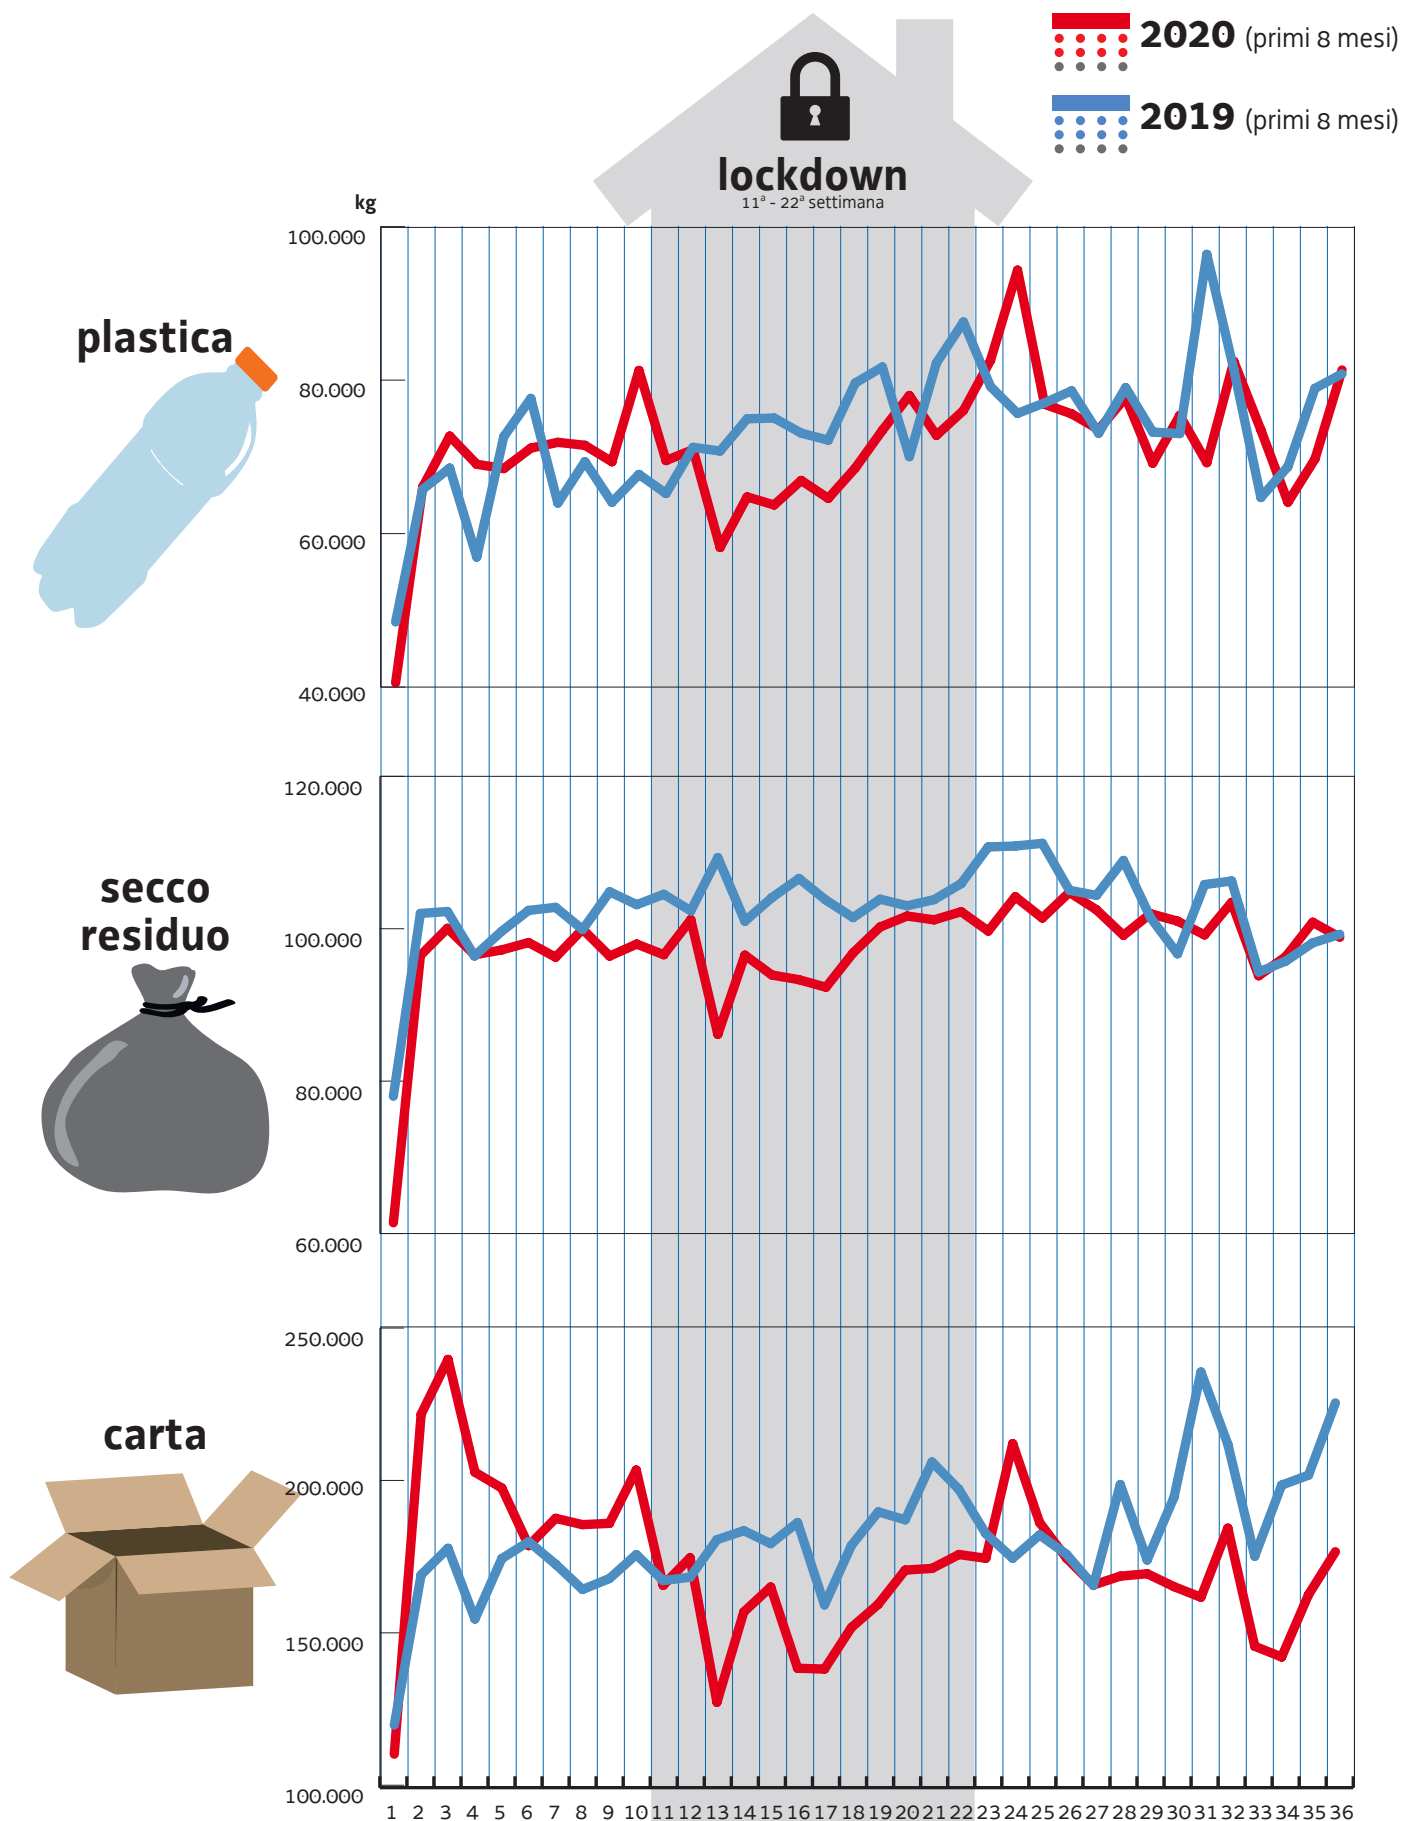 2020 (primi 8 mesi)
2019 (primi 8 mesi)
lockdown
11ª - 22ª settimana
kg
100.000
80.000
60.000
40.000
plastica
120.000
100.000
80.000
60.000
secco
residuo
250.000
200.000
150.000
100.000
carta
1 2 3 4 5 6 7 8 9 10 11 12 13 14 15 16 17 18 19 20 21 22 23 24 25 26 27 28 29 30 31 32 33 34 35 36